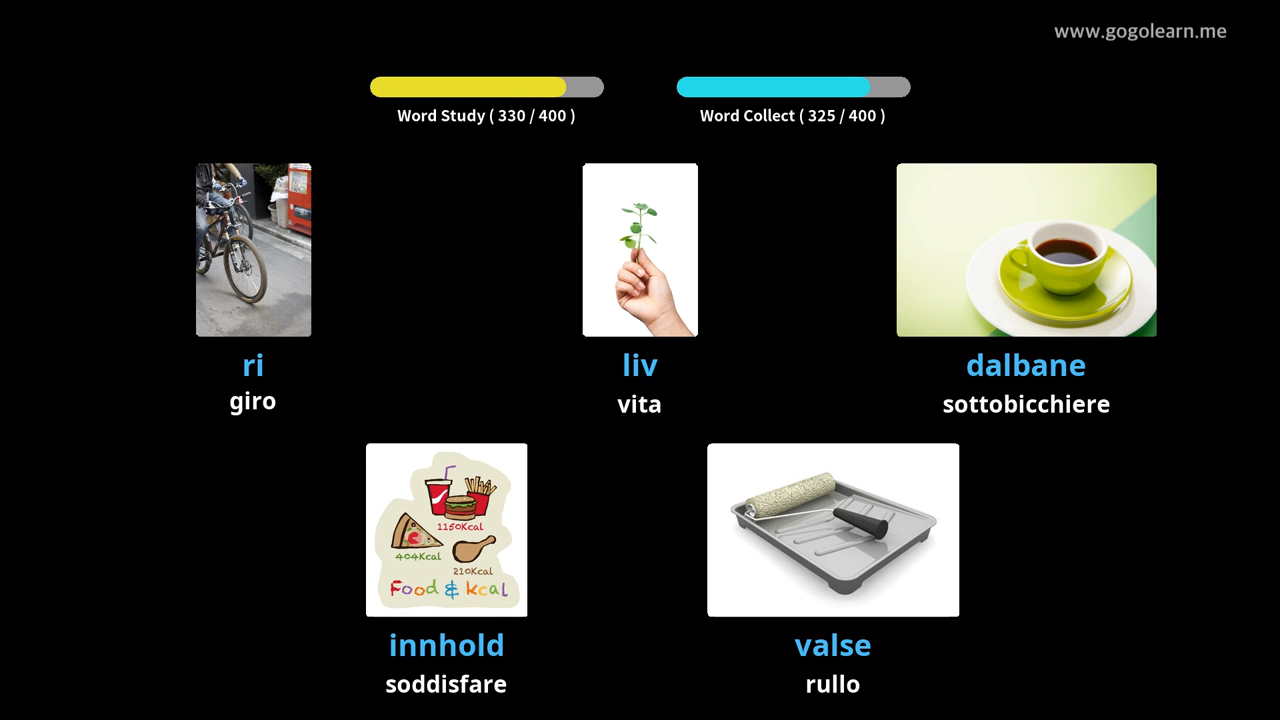 www.gogolearn.me
Word Study ( 330 / 400 )
Word Collect ( 325 / 400 )
ri
giro
liv
vita
dalbane
sottobicchiere
1150Kcal
404Kcal
210Kcal
Food & kcal
innhold
soddisfare
valse
rullo